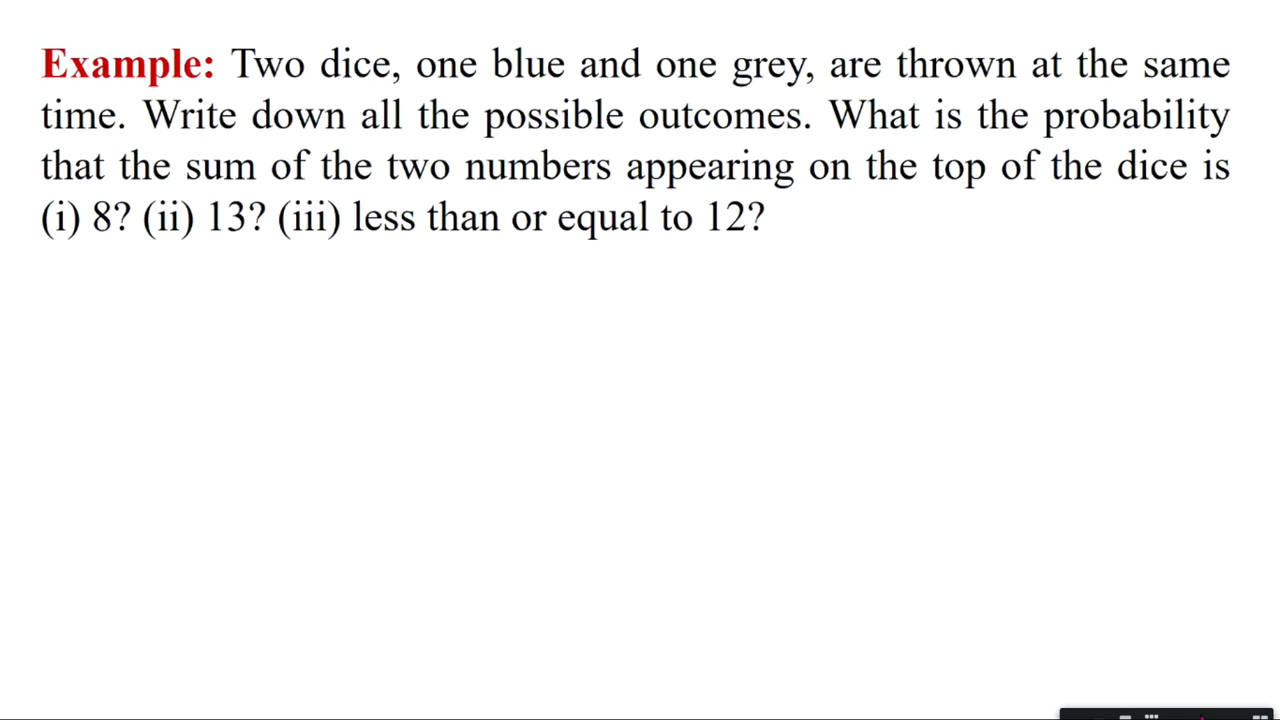 Example: Two dice, one blue and one grey, are thrown at the same
time. Write down all the possible outcomes. What is the probability
that the sum of the two numbers appearing on the top of the dice is
(i) 8? (ii) 13? (iii) less than or equal to 12?